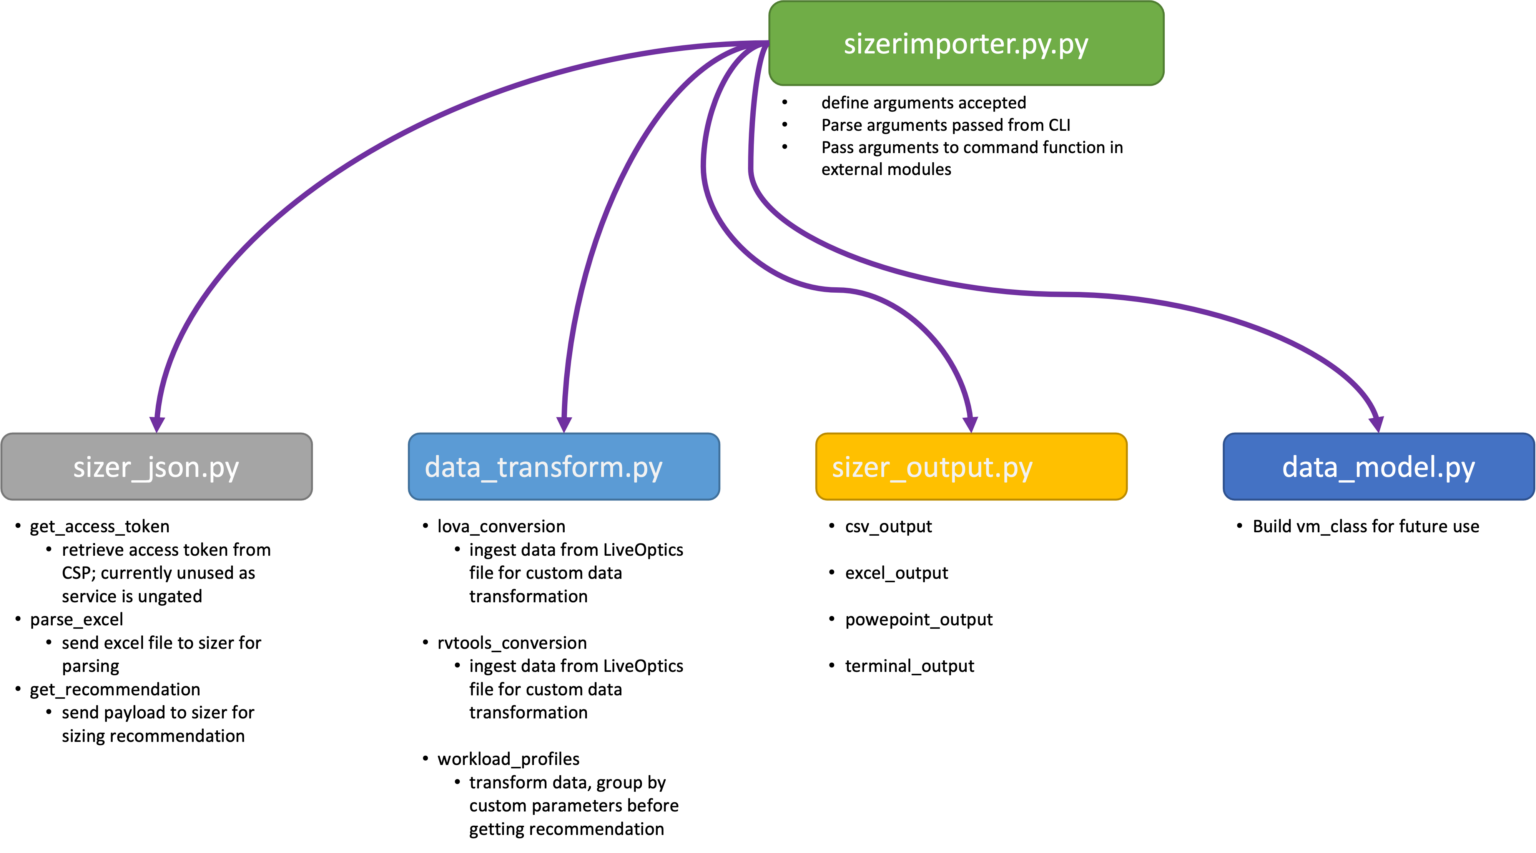 sizerimporter.py.py
• define arguments accepted
• Parse arguments passed from CLI
• Pass arguments to command function in
external modules
sizer_json.py
• get_access_token
• retrieve access token from
CSP; currently unused as
service is ungated
• parse_excel
• send excel file to sizer for
parsing
• get_recommendation
• send payload to sizer for
sizing recommendation
data_transform.py
• lova_conversion
• ingest data from LiveOptics
file for custom data
transformation
• rvtools_conversion
• ingest data from LiveOptics
file for custom data
transformation
• workload_profiles
• transform data, group by
custom parameters before
getting recommendation
sizer_output.py
• csv_output
• excel_output
• powepoint_output
• terminal_output
data_model.py
• Build vm_class for future use